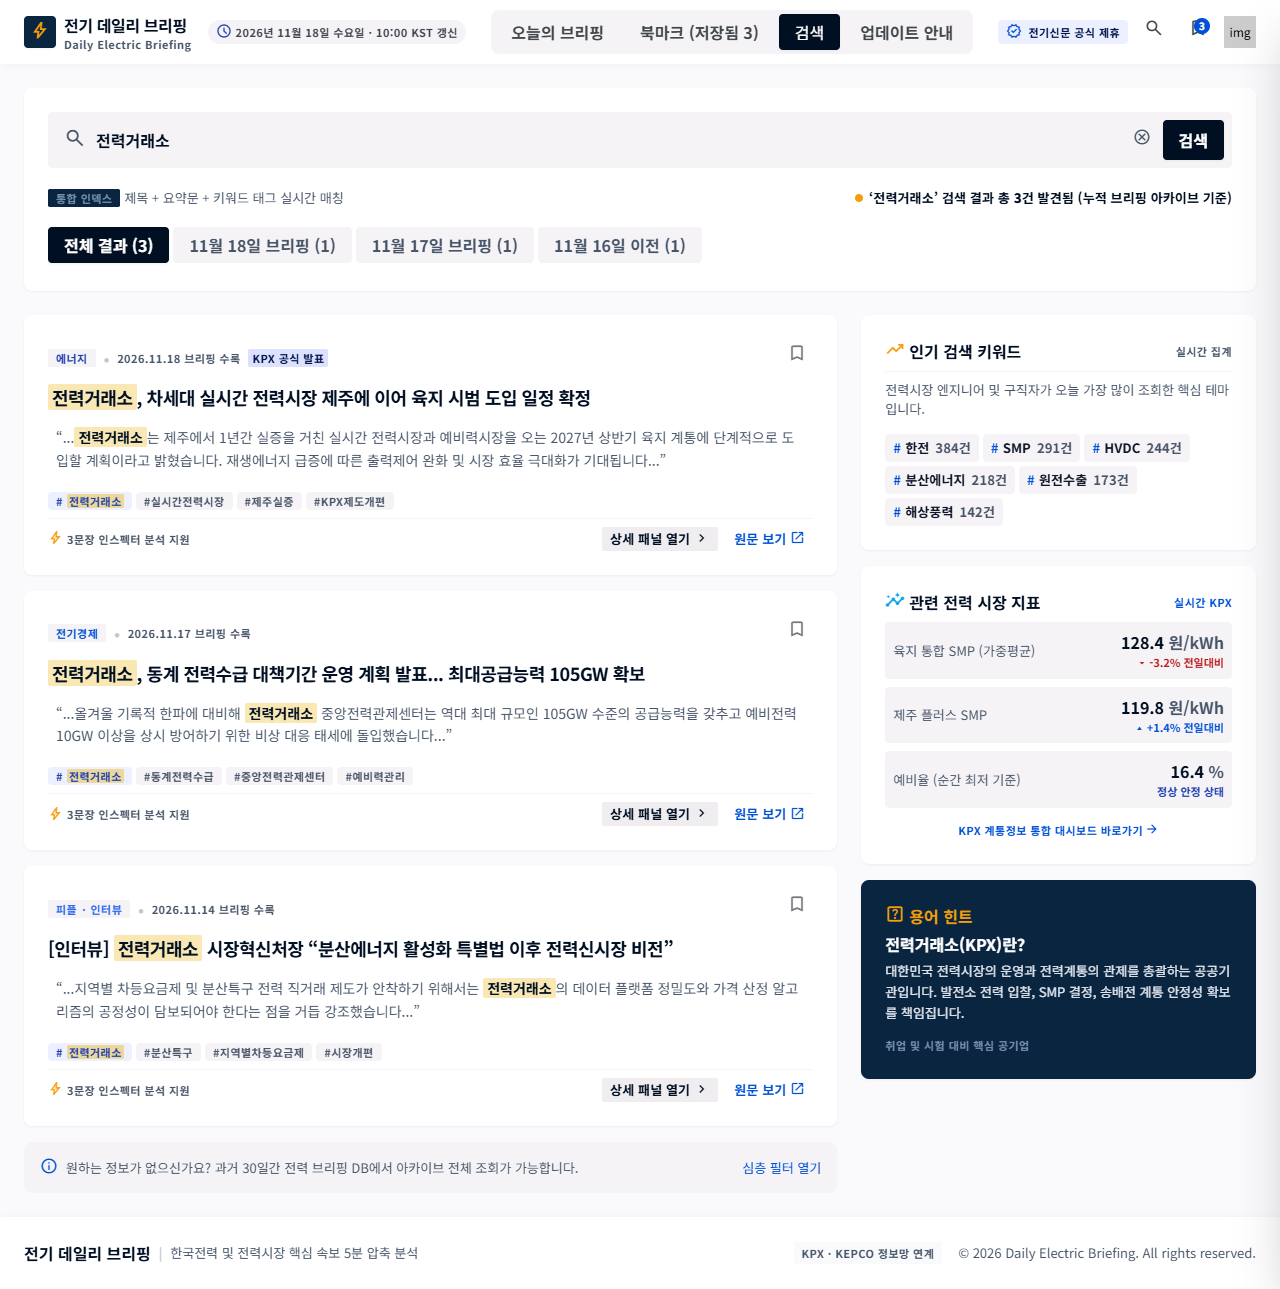 전기 데일리 브리핑
Daily Electric Briefing
2026년 11월 18일 수요일 · 10:00 KST 갱신
오늘의 브리핑
북마크 (저장됨 3)
검색
업데이트 안내
전기신문 공식 제휴
3
img
전력거래소
검색
통합 인덱스 제목 + 요약문 + 키워드 태그 실시간 매칭
‘전력거래소’ 검색 결과 총 3건 발견됨 (누적 브리핑 아카이브 기준)
전체 결과 (3)
11월 18일 브리핑 (1)
11월 17일 브리핑 (1)
11월 16일 이전 (1)
에너지
2026.11.18 브리핑 수록
KPX 공식 발표
전력거래소, 차세대 실시간 전력시장 제주에 이어 육지 시범 도입 일정 확정
“...전력거래소는 제주에서 1년간 실증을 거친 실시간 전력시장과 예비력시장을 오는 2027년 상반기 육지 계통에 단계적으로 도
입할 계획이라고 밝혔습니다. 재생에너지 급증에 따른 출력제어 완화 및 시장 효율 극대화가 기대됩니다...”
# 전력거래소
#실시간전력시장
#제주실증
#KPX제도개편
3문장 인스펙터 분석 지원
상세 패널 열기
원문 보기
전기경제
2026.11.17 브리핑 수록
전력거래소, 동계 전력수급 대책기간 운영 계획 발표... 최대공급능력 105GW 확보
“...올겨울 기록적 한파에 대비해 전력거래소 중앙전력관제센터는 역대 최대 규모인 105GW 수준의 공급능력을 갖추고 예비전력
10GW 이상을 상시 방어하기 위한 비상 대응 태세에 돌입했습니다...”
# 전력거래소
#동계전력수급
#중앙전력관제센터
#예비력관리
3문장 인스펙터 분석 지원
상세 패널 열기
원문 보기
피플 · 인터뷰
2026.11.14 브리핑 수록
[인터뷰] 전력거래소 시장혁신처장 “분산에너지 활성화 특별법 이후 전력신시장 비전”
“...지역별 차등요금제 및 분산특구 전력 직거래 제도가 안착하기 위해서는 전력거래소의 데이터 플랫폼 정밀도와 가격 산정 알고
리즘의 공정성이 담보되어야 한다는 점을 거듭 강조했습니다...”
# 전력거래소
#분산특구
#지역별차등요금제
#시장개편
3문장 인스펙터 분석 지원
상세 패널 열기
원문 보기
원하는 정보가 없으신가요? 과거 30일간 전력 브리핑 DB에서 아카이브 전체 조회가 가능합니다.
심층 필터 열기
인기 검색 키워드
실시간 집계
전력시장 엔지니어 및 구직자가 오늘 가장 많이 조회한 핵심 테마
입니다.
# 한전 384건
# SMP 291건
# HVDC 244건
# 분산에너지 218건
# 원전수출 173건
# 해상풍력 142건
관련 전력 시장 지표
실시간 KPX
육지 통합 SMP (가중평균)
128.4 원/kWh
-3.2% 전일대비
제주 플러스 SMP
119.8 원/kWh
+1.4% 전일대비
예비율 (순간 최저 기준)
16.4 %
정상 안정 상태
KPX 계통정보 통합 대시보드 바로가기
용어 힌트
전력거래소(KPX)란?
대한민국 전력시장의 운영과 전력계통의 관제를 총괄하는 공공기
관입니다. 발전소 전력 입찰, SMP 결정, 송배전 계통 안정성 확보
를 책임집니다.
취업 및 시험 대비 핵심 공기업
전기 데일리 브리핑 | 한국전력 및 전력시장 핵심 속보 5분 압축 분석
KPX · KEPCO 정보망 연계
© 2026 Daily Electric Briefing. All rights reserved.